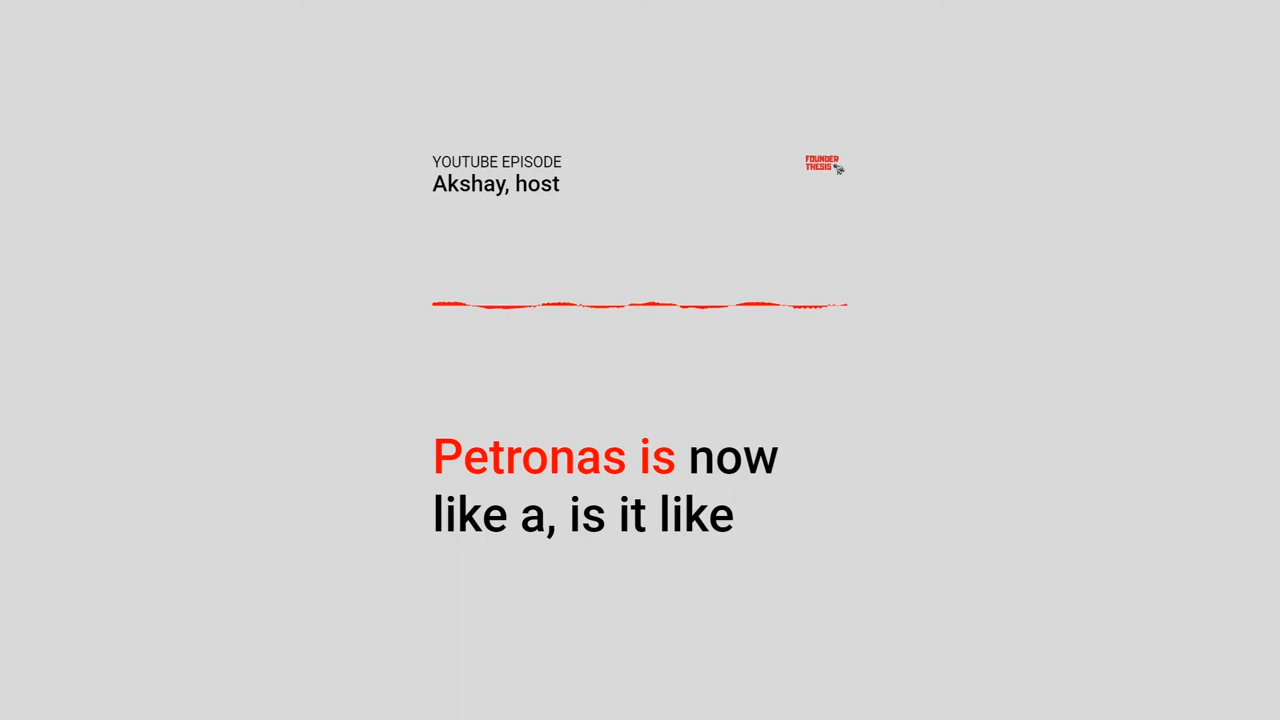 YOUTUBE EPISODE
Akshay, host
FOUNDER
THESIS
Petronas is now
like a, is it like